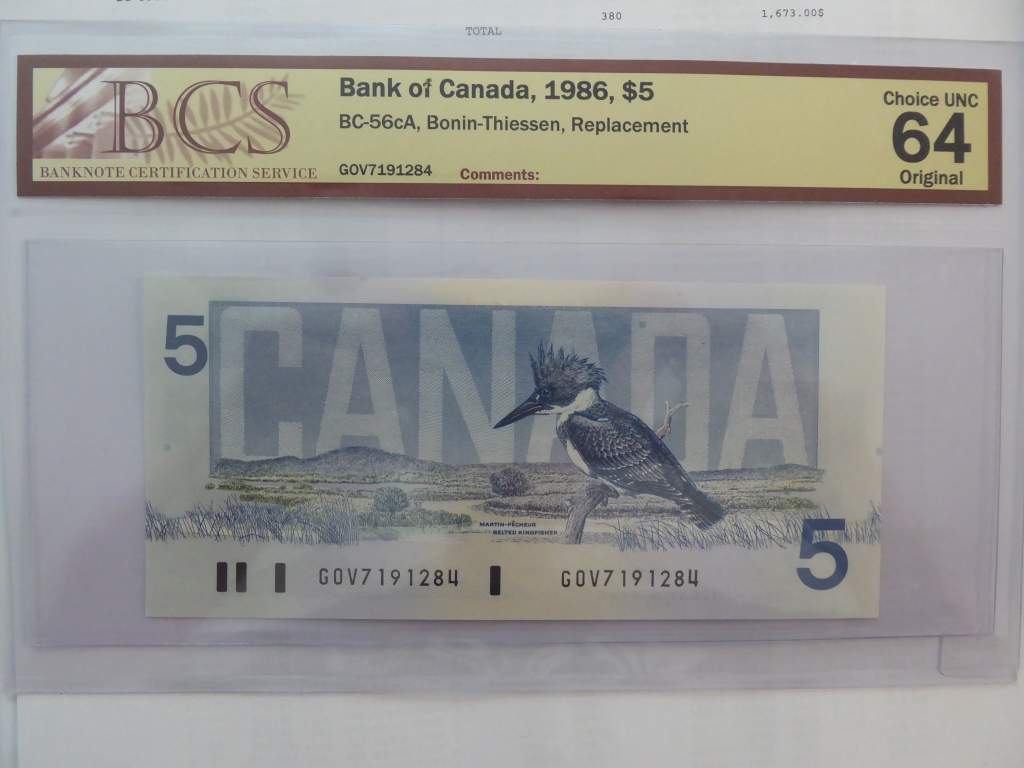 380 1,673.00$
TOTAL
BCS
BANKNOTE CERTIFICATION SERVICE
Bank of Canada, 1986, $5
BC-56cA, Bonin-Thiessen, Replacement
GOV7191284 Comments:
Choice UNC
64
Original
5
CANADA
MARTIN-PÊCHEUR
BELTED KINGFISHER
5
GOV7191284 GOV7191284